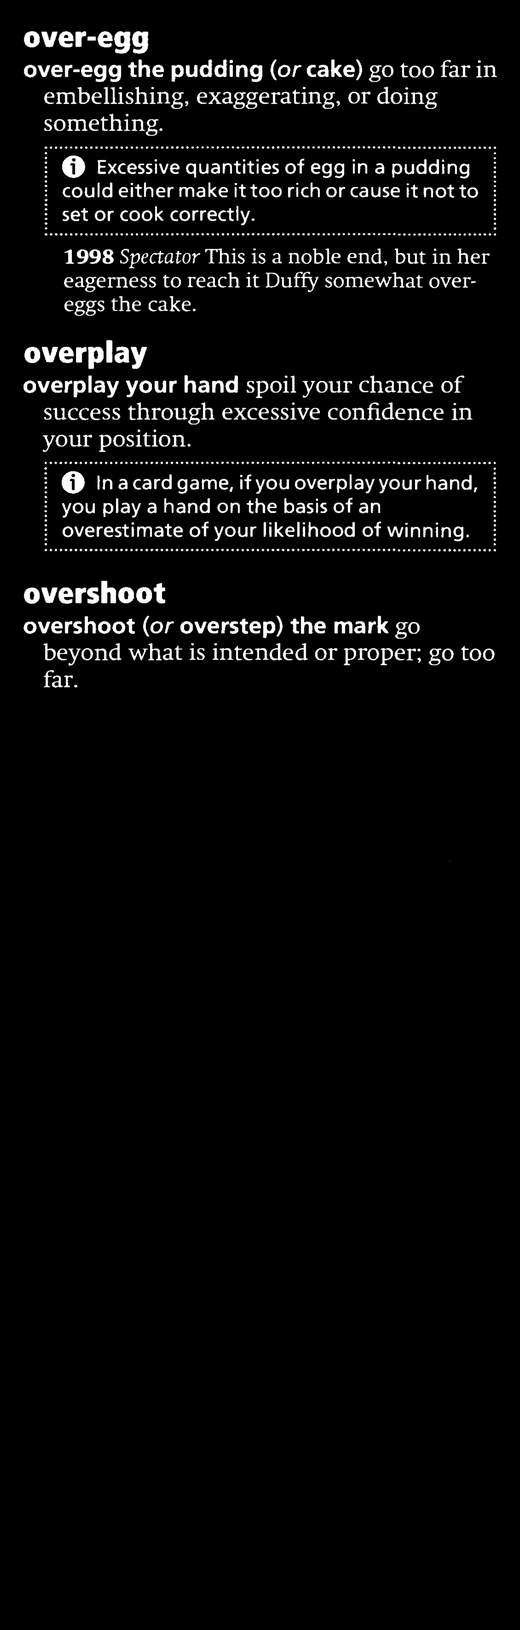 over-egg
over-egg the pudding (or cake) go too far in
embellishing, exaggerating, or doing
something.
Excessive quantities of egg in a pudding
could either make it too rich or cause it not to
set or cook correctly.
1998 Spectator This is a noble end, but in her
eagerness to reach it Duffy somewhat over-
eggs the cake.
overplay
overplay your hand spoil your chance of
success through excessive confidence in
your position.
In a card game, if you overplay your hand,
you play a hand on the basis of an
overestimate of your likelihood of winning.
overshoot
overshoot (or overstep) the mark go
beyond what is intended or proper; go too
far.